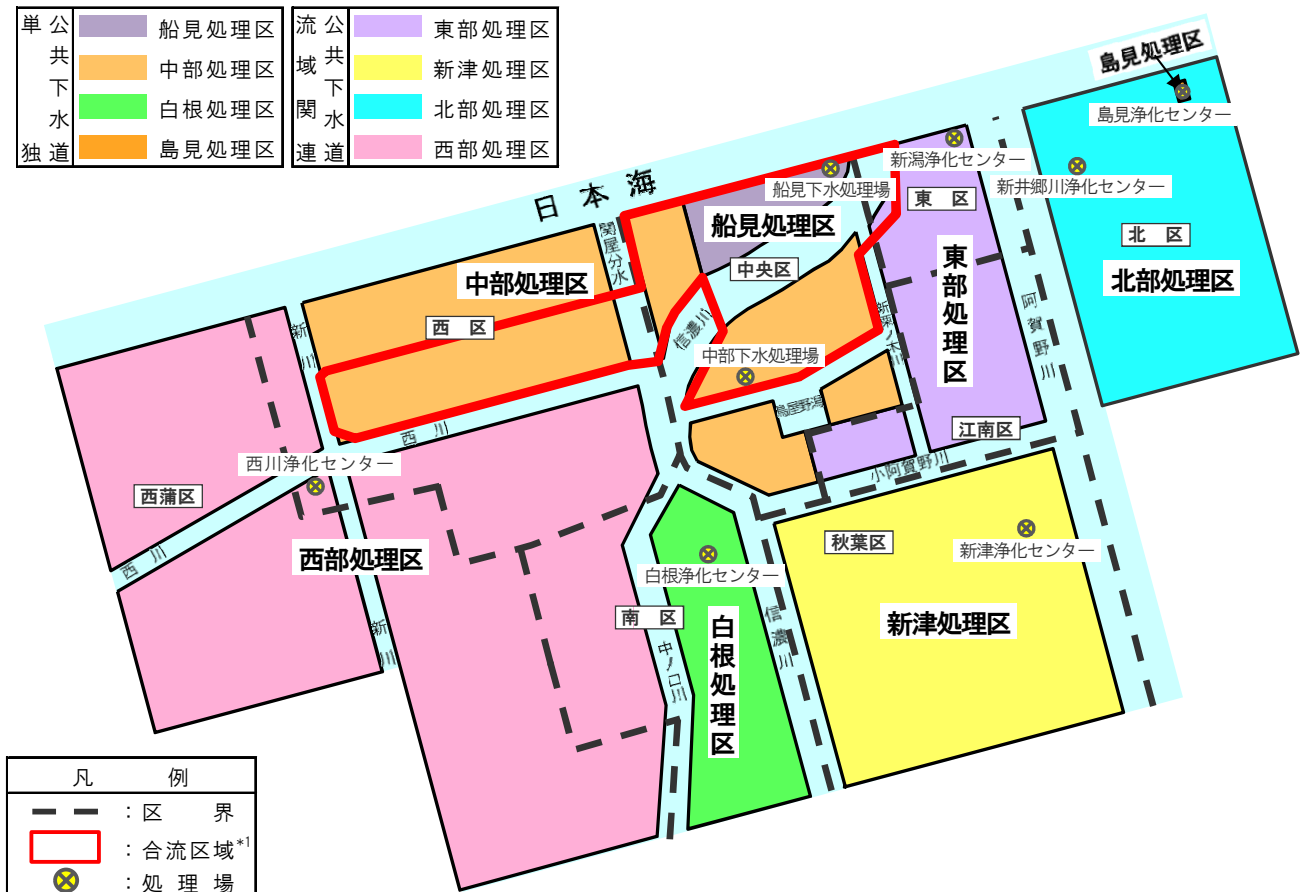 単独
公共下水道
船見処理区
中部処理区
白根処理区
島見処理区
流域関連
公共下水道
東部処理区
新津処理区
北部処理区
西部処理区
島見処理区
島見浄化センター
日本海
新潟浄化センター
船見下水処理場
新井郷川浄化センター
東区
北区
船見処理区
関屋分水
中央区
東部処理区
北部処理区
中部処理区
西区
新川
信濃川
新栗ノ木川
阿賀野川
中部下水処理場
鳥屋野潟
江南区
西川
西川浄化センター
小阿賀野川
西蒲区
秋葉区
新津浄化センター
西部処理区
白根浄化センター
西川
南区
白根処理区
信濃川
新津処理区
新川
中ノ口川
凡例
：区界
：合流区域*1
：処理場